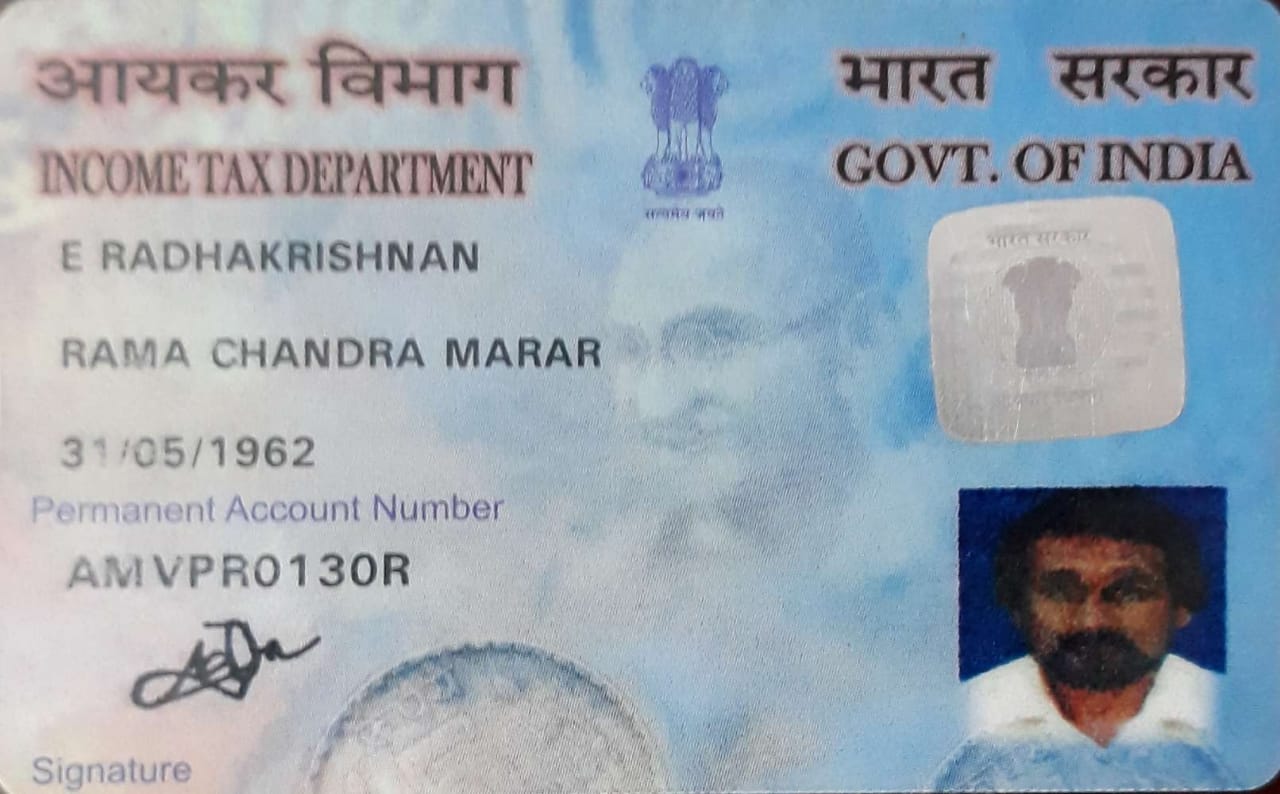 आयकर विभाग
INCOME TAX DEPARTMENT
भारत सरकार
GOVT. OF INDIA
सत्यमेव जयते
भारत सरकार
E RADHAKRISHNAN
RAMA CHANDRA MARAR
31/05/1962
Permanent Account Number
AMVPR0130R
Signature